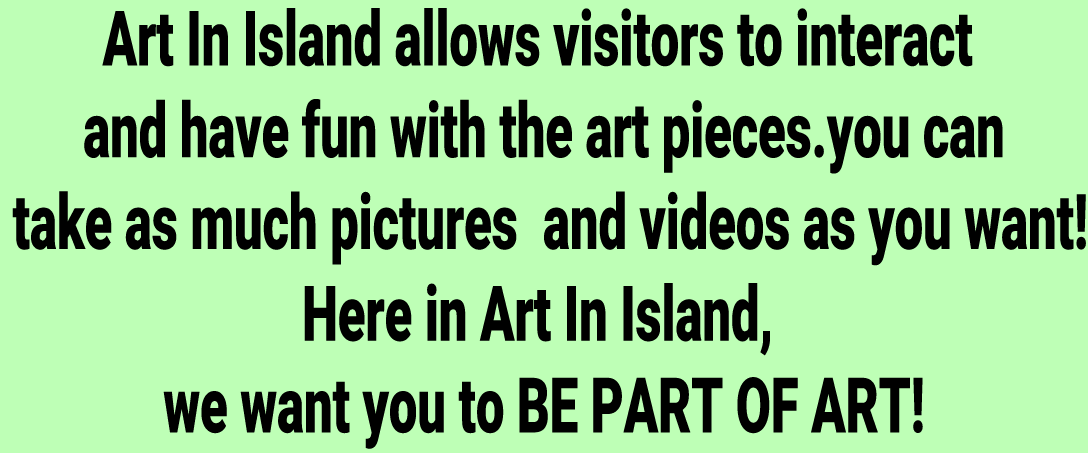 Art In Island allows visitors to interact
and have fun with the art pieces.you can
take as much pictures  and videos as you want!
Here in Art In Island,
we want you to BE PART OF ART!